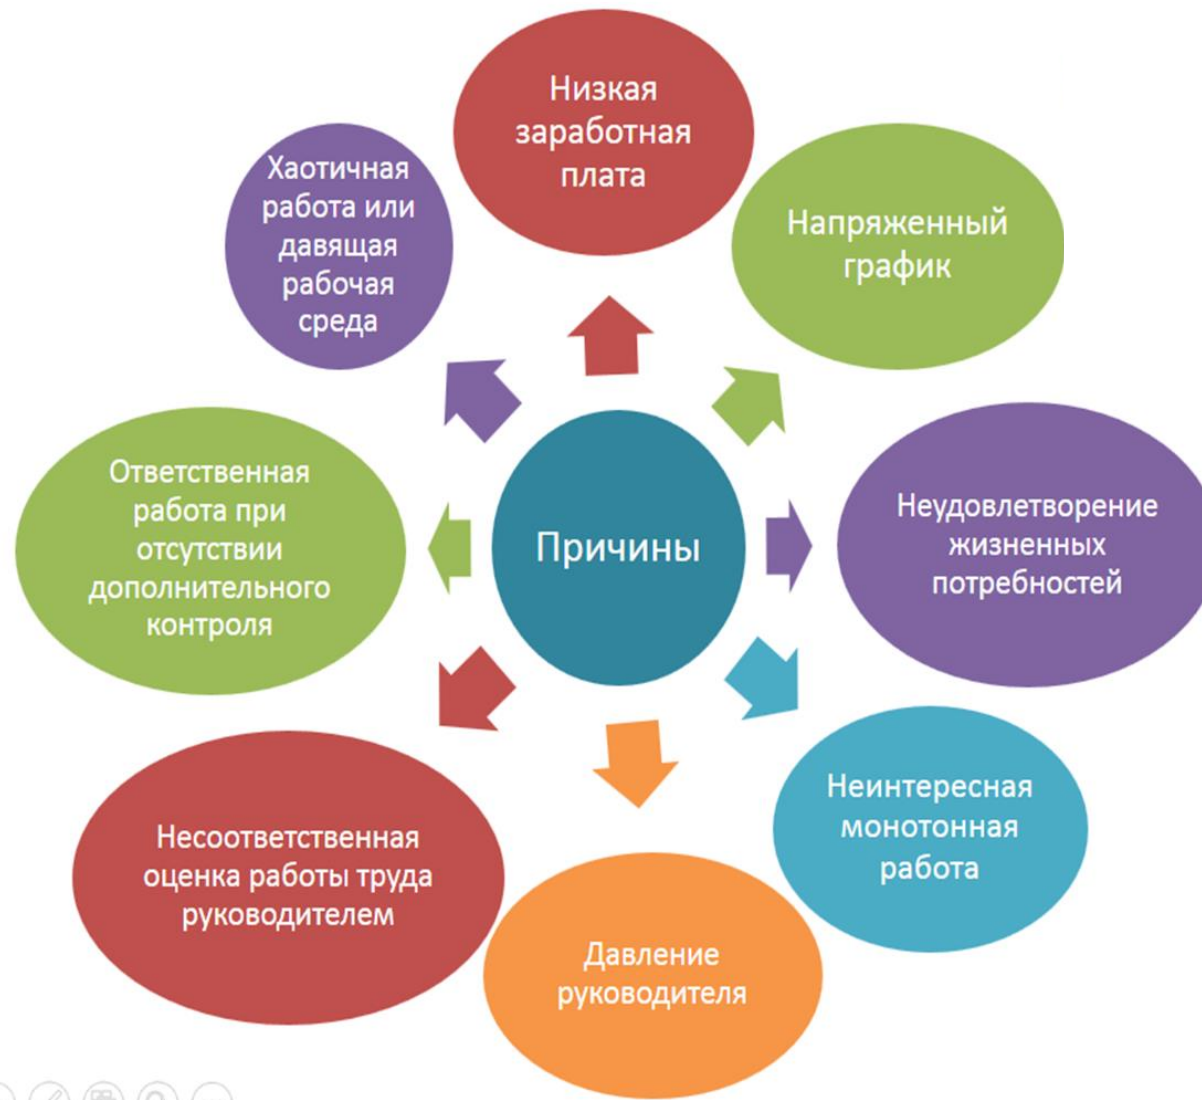 Низкая
заработная
плата
Напряженный
график
Неудовлетворение
жизненных
потребностей
Неинтересная
монотонная
работа
Давление
руководителя
Несоответственная
оценка работы труда
руководителем
Ответственная
работа при
отсутствии
дополнительного
контроля
Хаотичная
работа или
давящая
рабочая
среда
Причины